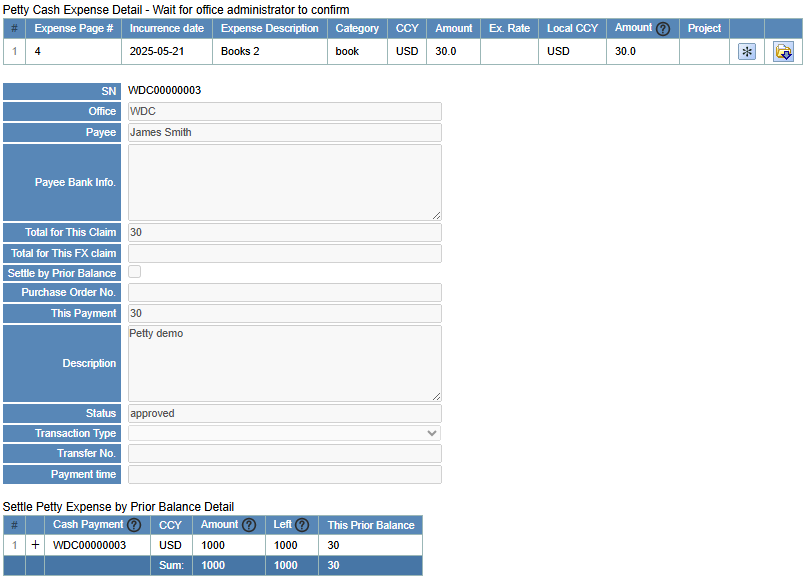 Petty Cash Expense Detail - Wait for office administrator to confirm
# Expense Page # Incurrence date Expense Description Category CCY Amount Ex. Rate Local CCY Amount ? Project
1 4 2025-05-21 Books 2 book USD 30.0 USD 30.0
SN WDC00000003
Office WDC
Payee James Smith
Payee Bank Info.
Total for This Claim 30
Total for This FX claim
Settle by Prior Balance
Purchase Order No.
This Payment 30
Description Petty demo
Status approved
Transaction Type
Transfer No.
Payment time
Settle Petty Expense by Prior Balance Detail
# Cash Payment ? CCY Amount ? Left ? This Prior Balance
1 + WDC00000003 USD 1000 1000 30
Sum: 1000 1000 30